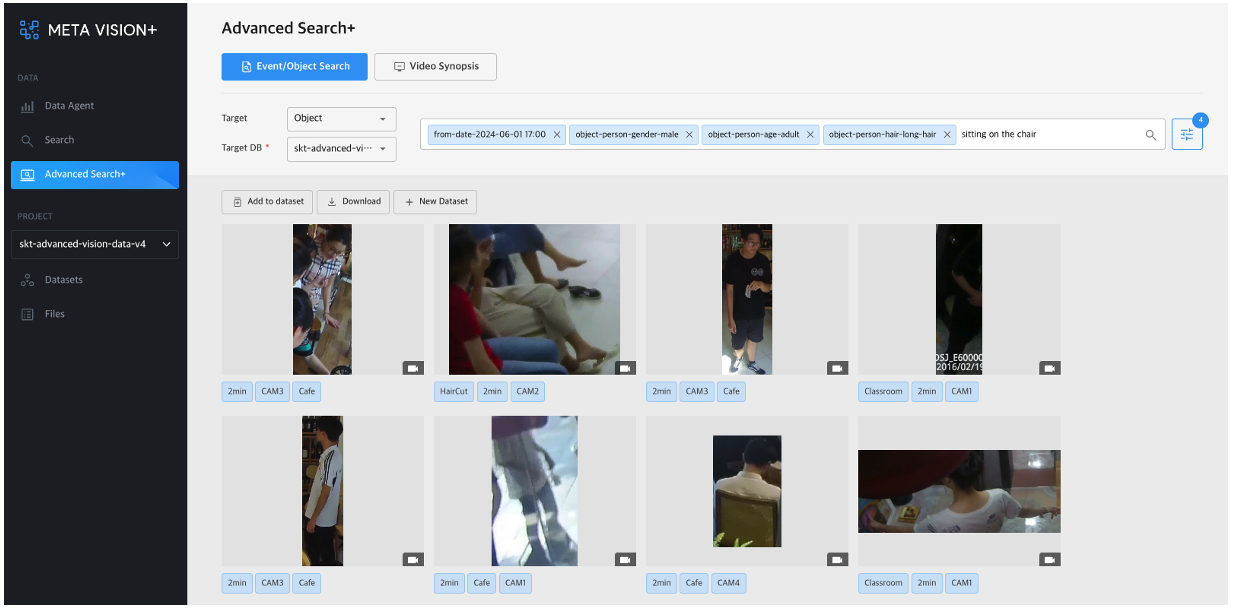 META VISION+
DATA
Data Agent
Search
Advanced Search+
PROJECT
skt-advanced-vision-data-v4
Datasets
Files
Advanced Search+
Event/Object Search
Video Synopsis
Target
Object
Target DB *
skt-advanced-vi···
from-date-2024-06-01 17:00
object-person-gender-male
object-person-age-adult
object-person-hair-long-hair
sitting on the chair
4
Add to dataset
Download
New Dataset
DSJ_E60000
2016/02/19
2min CAM3 Cafe
HairCut 2min CAM2
2min CAM3 Cafe
Classroom 2min CAM1
2min CAM3 Cafe
2min Cafe CAM1
2min Cafe CAM4
Classroom 2min CAM1